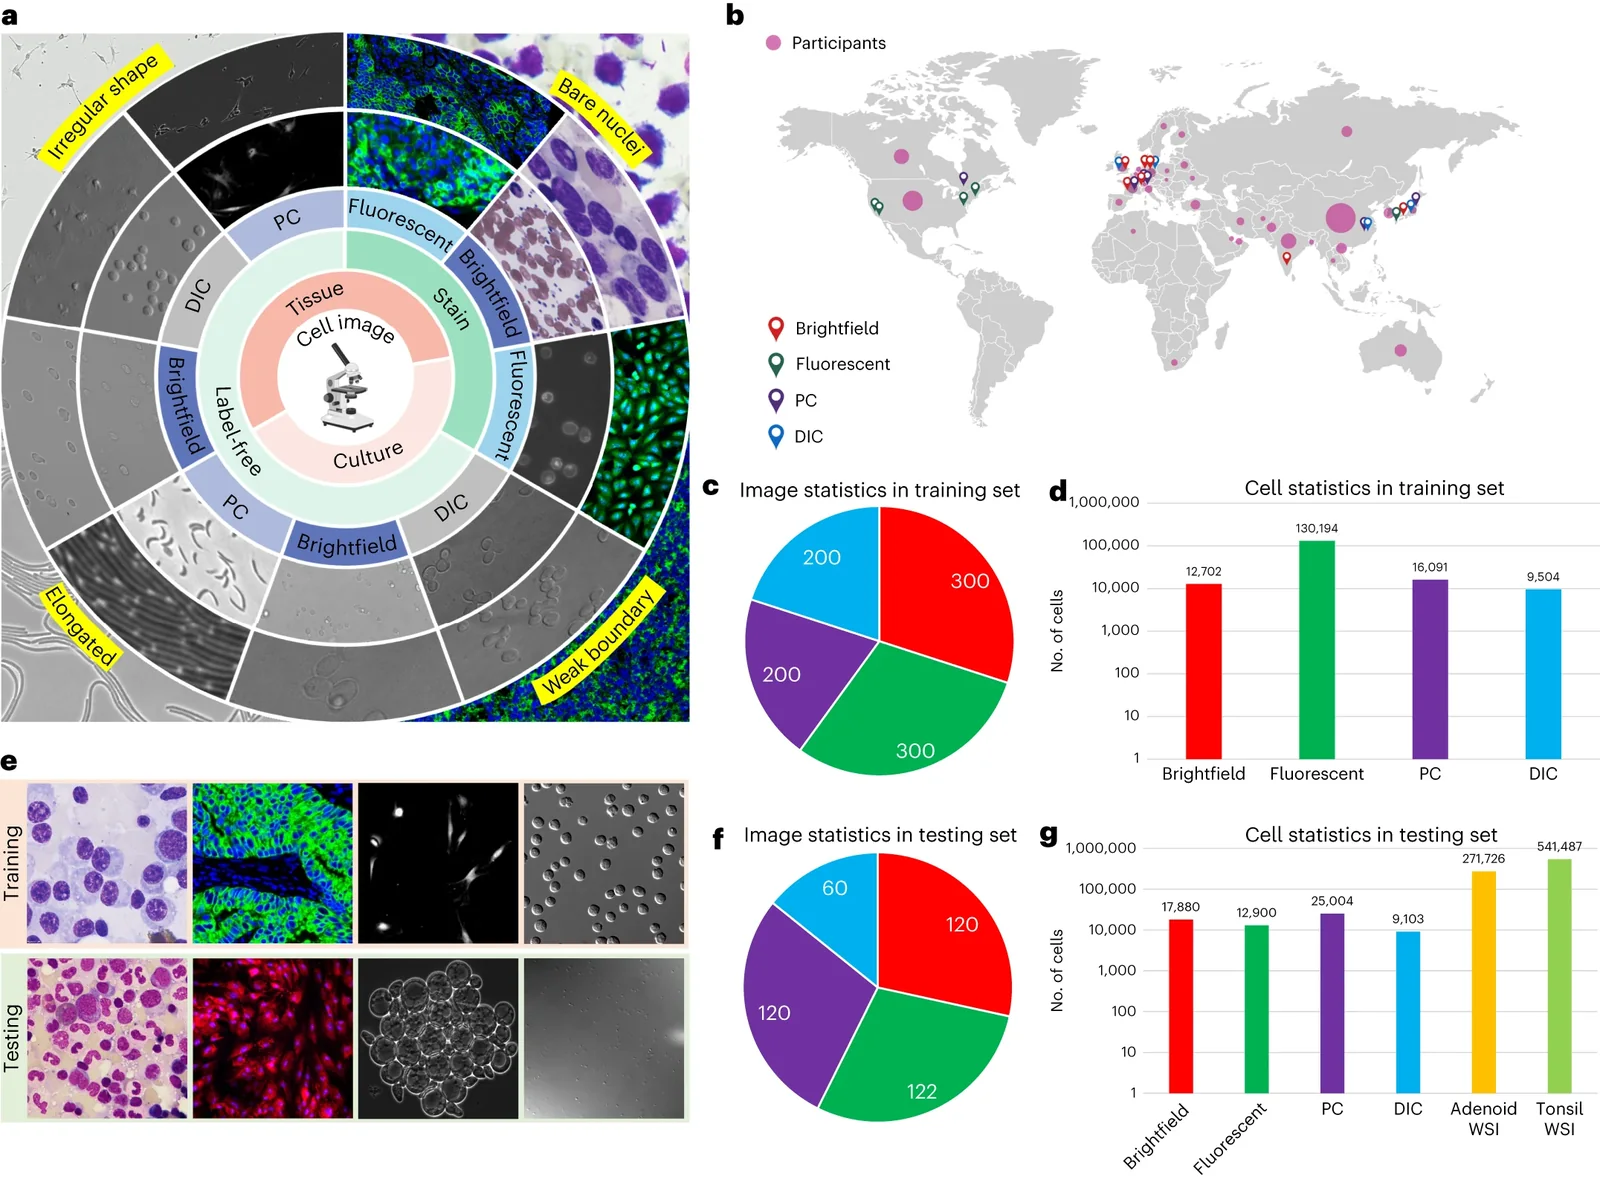 a
Irregular shape
Bare nuclei
Elongated
Weak boundary
PC
Fluorescent
DIC
Brightfield
Brightfield
Fluorescent
PC
Brightfield
DIC
Tissue
Stain
Label-free
Culture
Cell image
b
Participants
Brightfield
Fluorescent
PC
DIC
c
Image statistics in training set
200
300
200
300
d
Cell statistics in training set
No. of cells
1,000,000
100,000
10,000
1,000
100
10
1
12,702
130,194
16,091
9,504
Brightfield
Fluorescent
PC
DIC
e
Training
Testing
f
Image statistics in testing set
60
120
120
122
g
Cell statistics in testing set
No. of cells
1,000,000
100,000
10,000
1,000
100
10
1
17,880
12,900
25,004
9,103
271,726
541,487
Brightfield
Fluorescent
PC
DIC
Adenoid
WSI
Tonsil
WSI